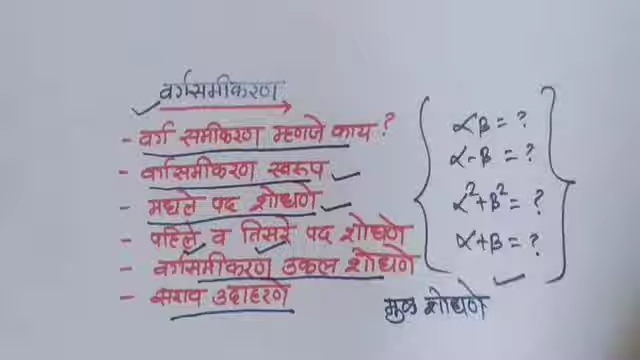 वर्गसमीकरण
- वर्ग समीकरण म्हणजे काय?
- वर्गसमीकरण स्वरूप
- मधले पद शोधणे
- पहिले व तिसरे पद शोधणे
- वर्गसमीकरण उकल शोधणे
- सराव उदाहरणे
αβ = ?
α-β = ?
α²+β² = ?
α+β = ?
मुळ शोधणे